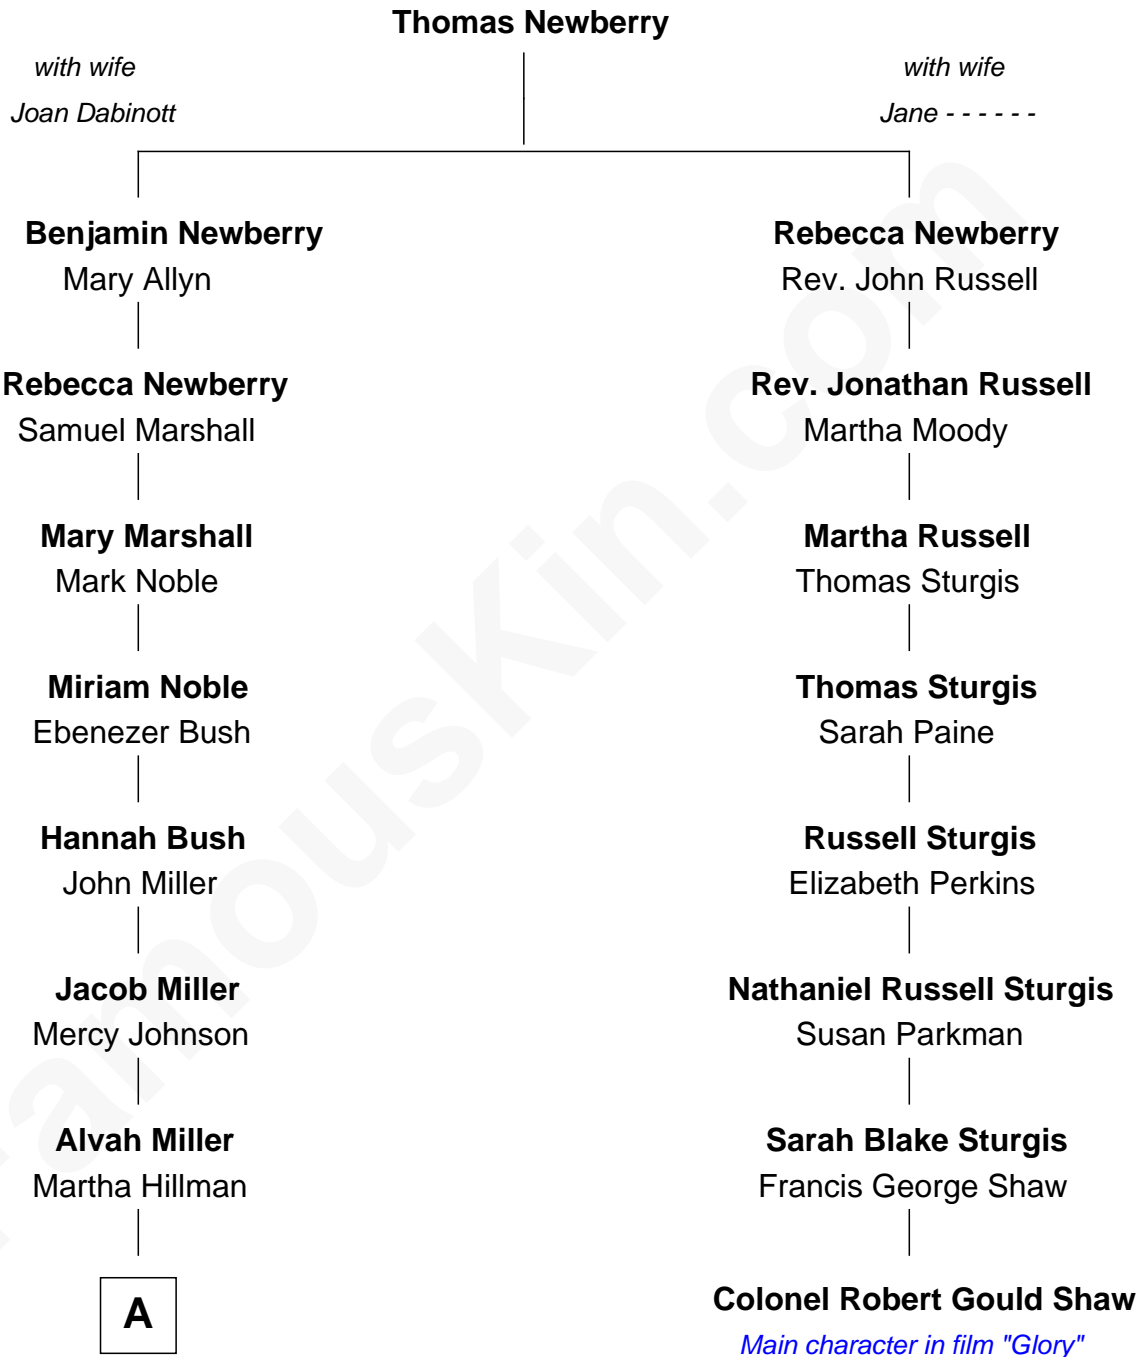 Thomas Newberry
with wife
Joan Dabinott
with wife
Jane - - - - - -
Benjamin Newberry
Mary Allyn
Rebecca Newberry
Samuel Marshall
Mary Marshall
Mark Noble
Miriam Noble
Ebenezer Bush
Hannah Bush
John Miller
Jacob Miller
Mercy Johnson
Alvah Miller
Martha Hillman
A
Rebecca Newberry
Rev. John Russell
Rev. Jonathan Russell
Martha Moody
Martha Russell
Thomas Sturgis
Thomas Sturgis
Sarah Paine
Russell Sturgis
Elizabeth Perkins
Nathaniel Russell Sturgis
Susan Parkman
Sarah Blake Sturgis
Francis George Shaw
Colonel Robert Gould Shaw
Main character in film "Glory"
FamousKin.com